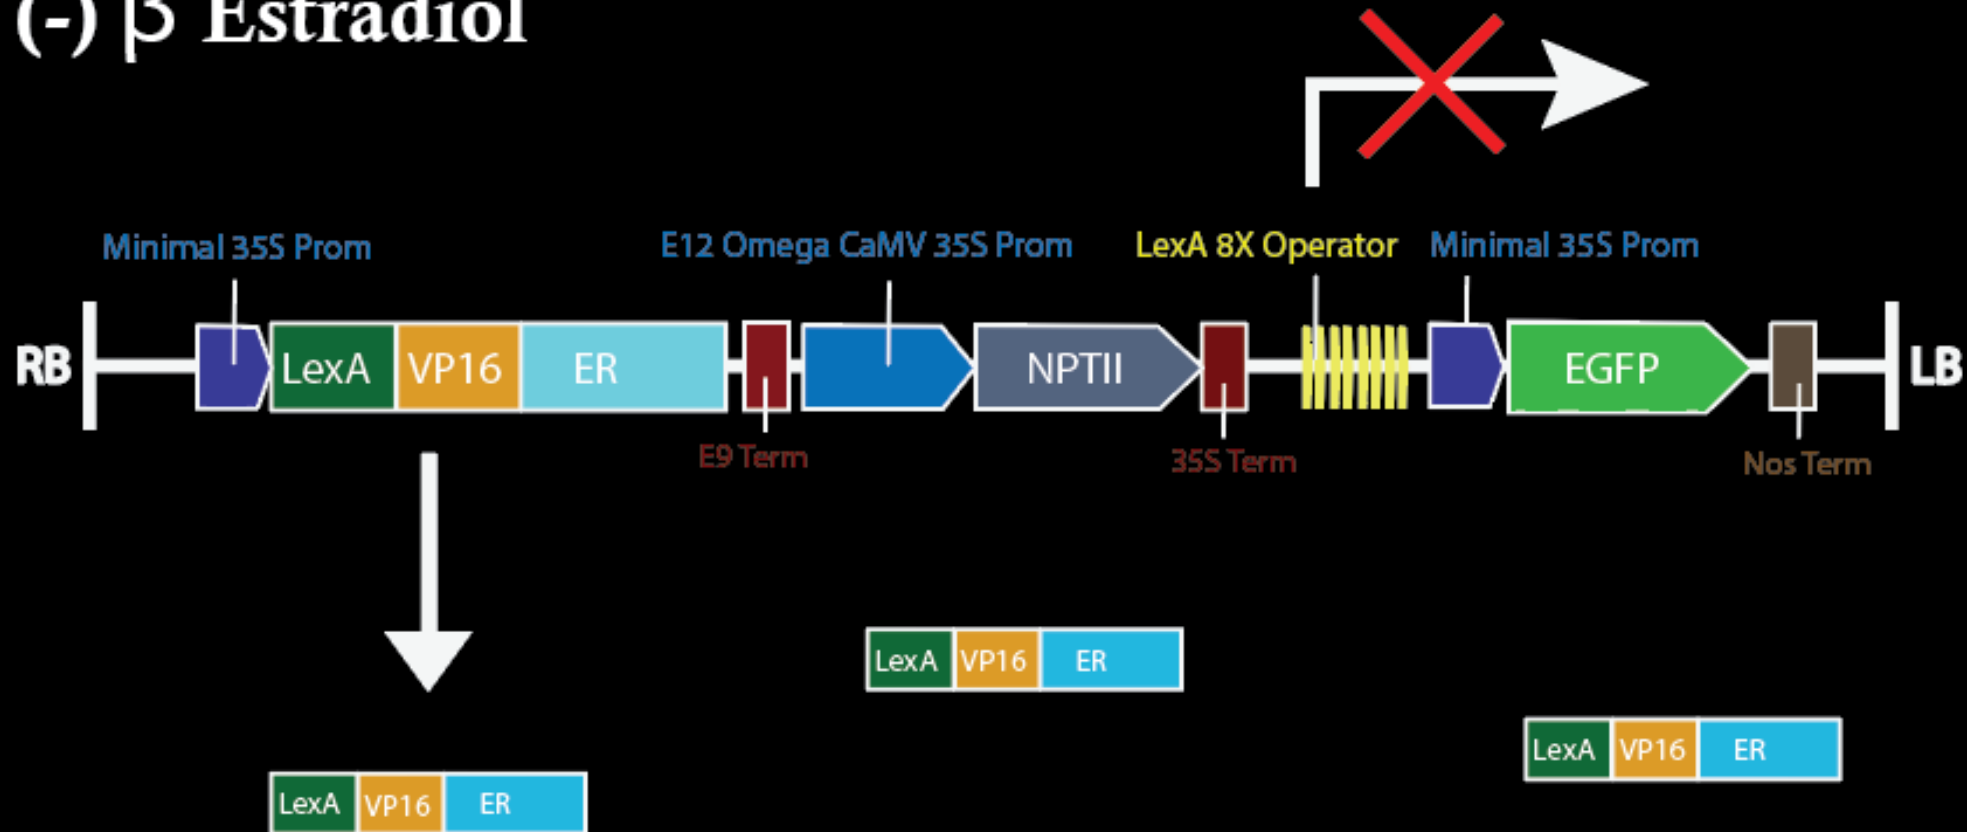 (-) β Estradiol
Minimal 35S Prom
E12 Omega CaMV 35S Prom
LexA 8X Operator
Minimal 35S Prom
RB
LexA
VP16
ER
NPTII
EGFP
LB
E9 Term
35S Term
Nos Term
LexA
VP16
ER
LexA
VP16
ER
LexA
VP16
ER